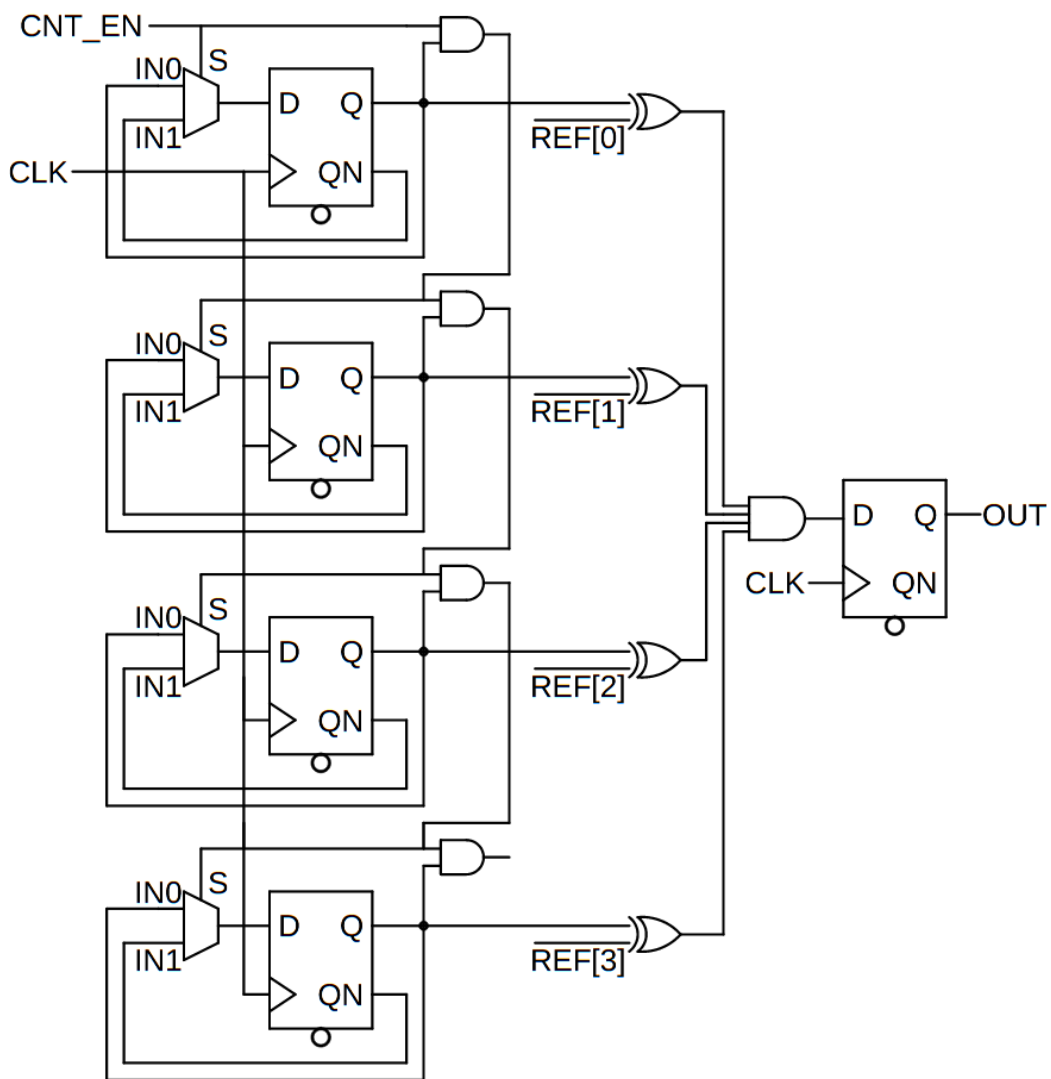 CNT_EN
IN0 S
D Q
IN1
REF[0]
CLK
QN
IN0 S
D Q
IN1
REF[1]
QN
D Q OUT
CLK QN
IN0 S
D Q
IN1
REF[2]
QN
IN0 S
D Q
IN1
REF[3]
QN